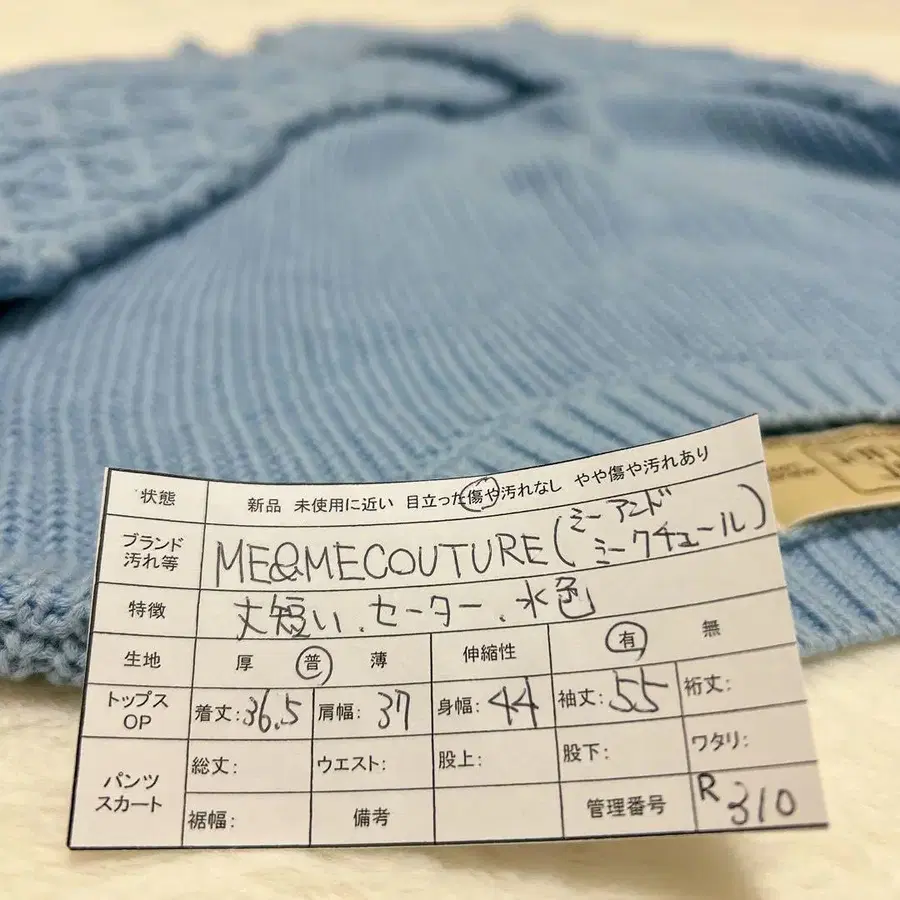 状態 新品 未使用に近い 目立った傷や汚れなし やや傷や汚れあり
ブランド 汚れ等 ME&MECOUTURE(ミーアンドミークチュール)
特徴 丈短い、セーター、水色
生地 厚 普 薄 伸縮性 有 無
トップス OP 着丈:36.5 肩幅:37 身幅:44 袖丈:55 裄丈:
パンツ スカート 総丈: ウエスト: 股上: 股下: ワタリ:
裾幅: 備考 管理番号 R310